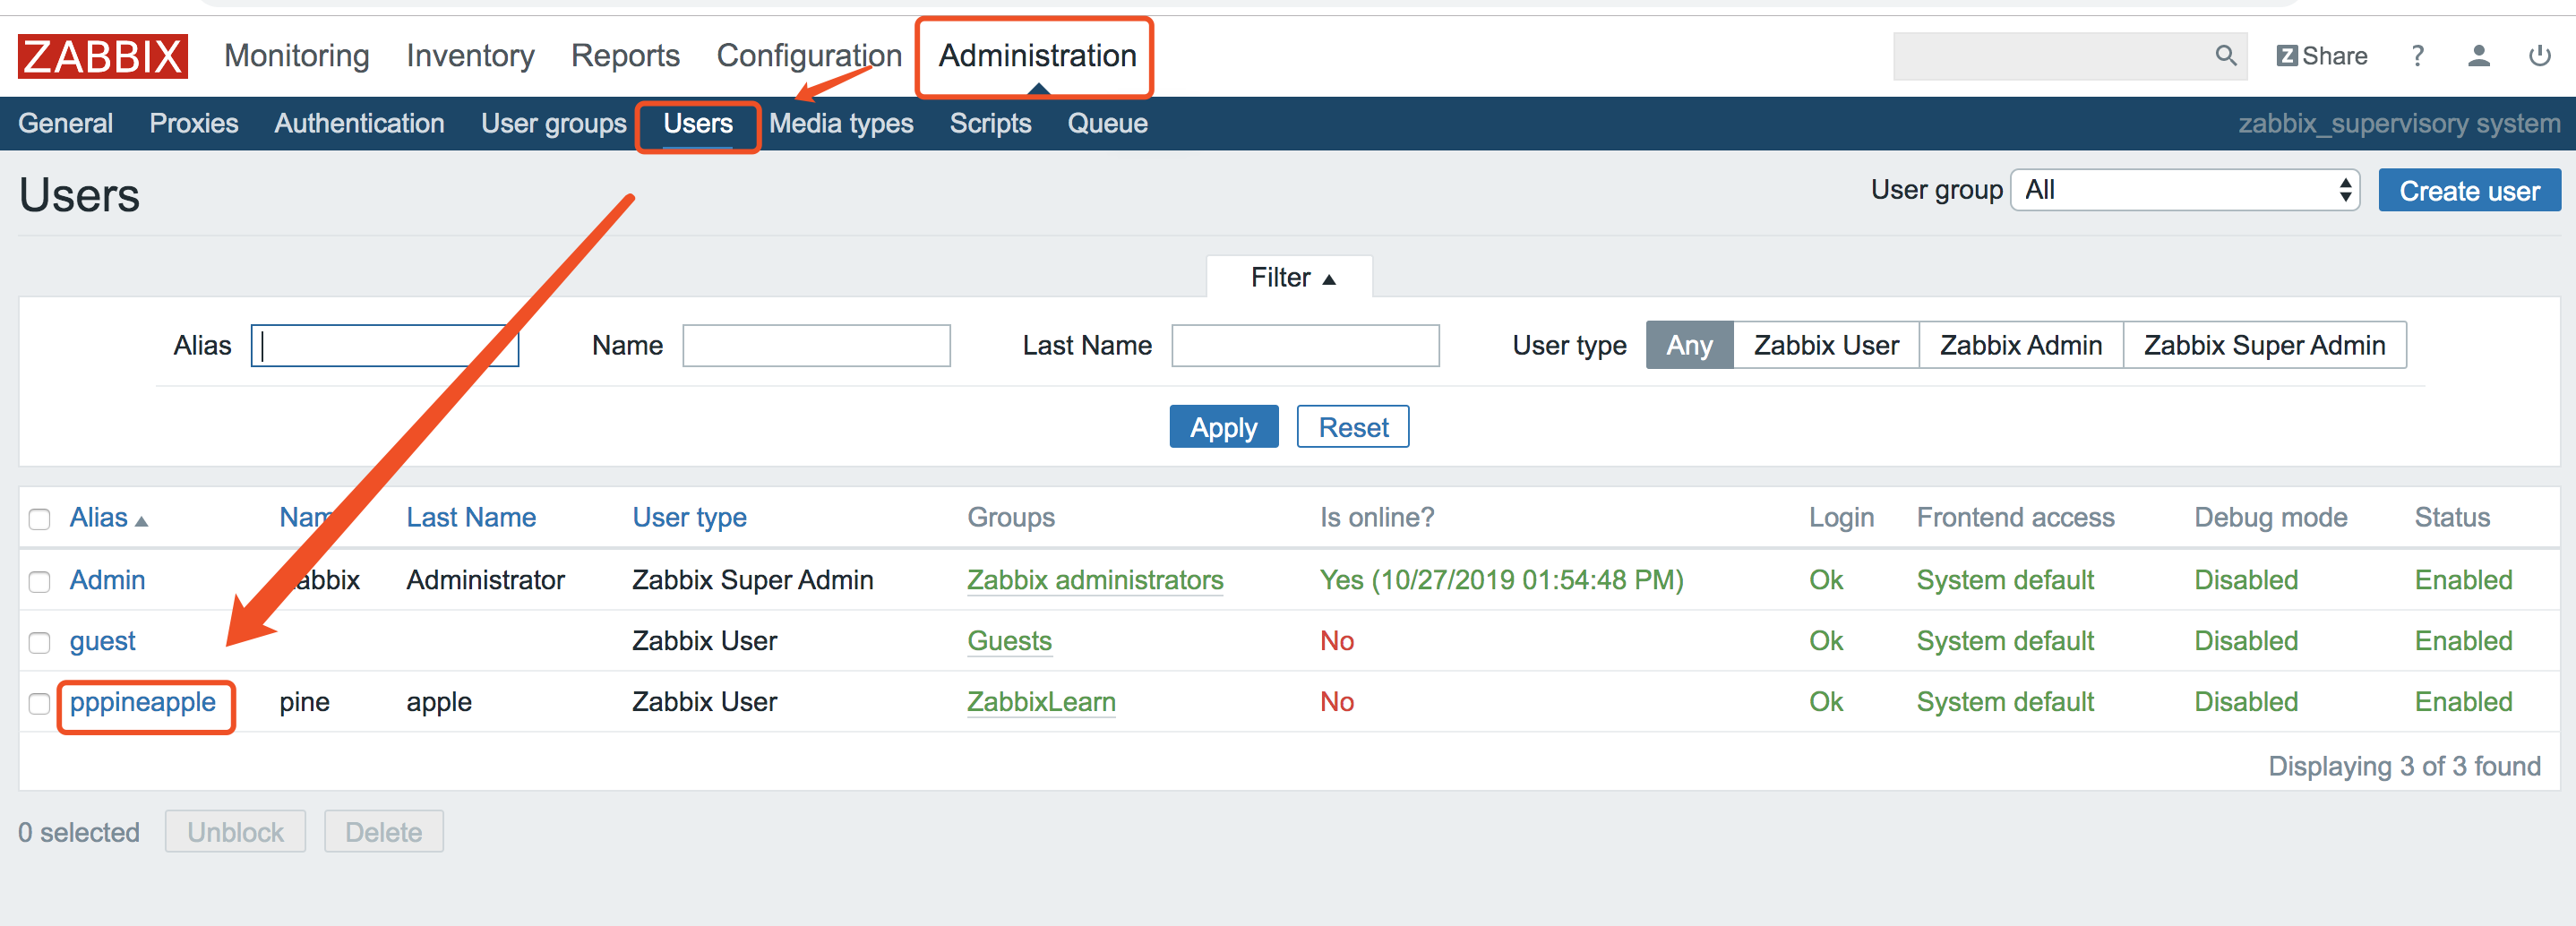 ZABBIX Monitoring Inventory Reports Configuration Administration Z Share ?
General Proxies Authentication User groups Users Media types Scripts Queue zabbix_supervisory system
Users User group All Create user
Filter
Alias Name Last Name User type Any Zabbix User Zabbix Admin Zabbix Super Admin
Apply Reset
Alias Name Last Name User type Groups Is online? Login Frontend access Debug mode Status
Admin Zabbix Administrator Zabbix Super Admin Zabbix administrators Yes (10/27/2019 01:54:48 PM) Ok System default Disabled Enabled
guest Zabbix User Guests No Ok System default Disabled Enabled
pppineapple pine apple Zabbix User ZabbixLearn No Ok System default Disabled Enabled
Displaying 3 of 3 found
0 selected Unblock Delete